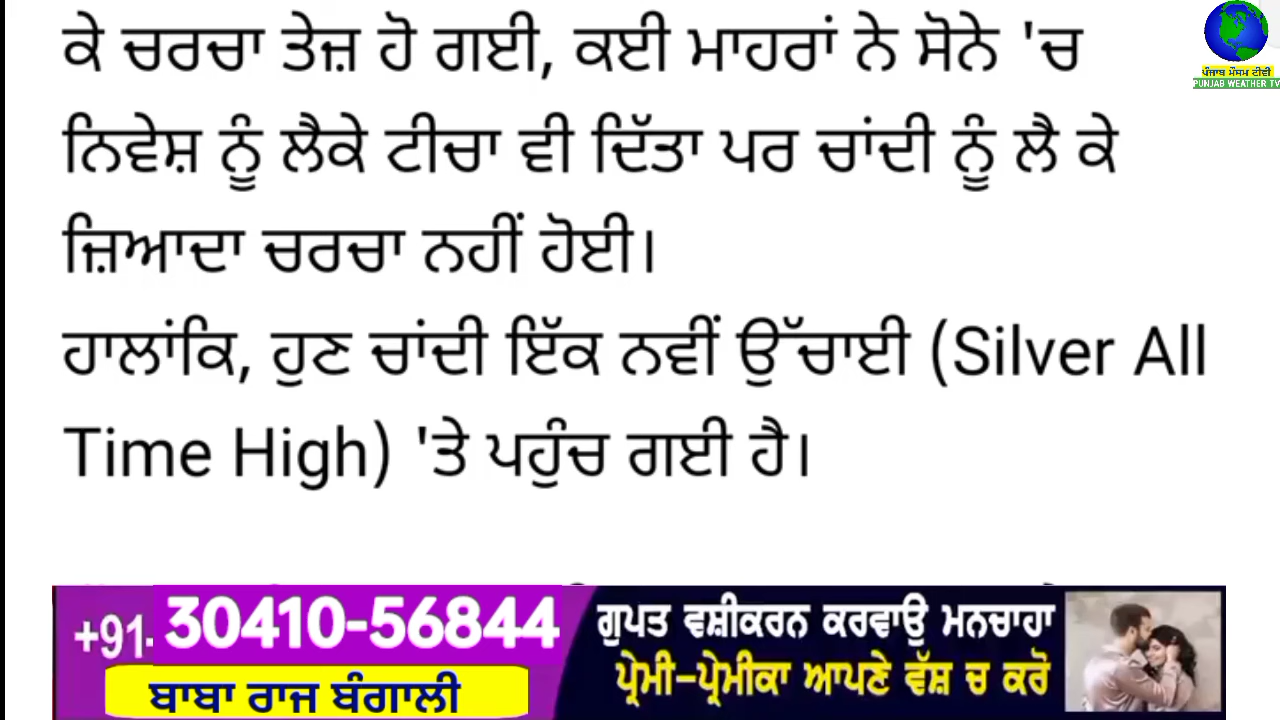 ਕੇ ਚਰਚਾ ਤੇਜ਼ ਹੋ ਗਈ, ਕਈ ਮਾਹਰਾਂ ਨੇ ਸੋਨੇ 'ਚ
ਨਿਵੇਸ਼ ਨੂੰ ਲੈਕੇ ਟੀਚਾ ਵੀ ਦਿੱਤਾ ਪਰ ਚਾਂਦੀ ਨੂੰ ਲੈ ਕੇ
ਜ਼ਿਆਦਾ ਚਰਚਾ ਨਹੀਂ ਹੋਈ।
ਹਾਲਾਂਕਿ, ਹੁਣ ਚਾਂਦੀ ਇੱਕ ਨਵੀਂ ਉੱਚਾਈ (Silver All
Time High) 'ਤੇ ਪਹੁੰਚ ਗਈ ਹੈ।
ਪੰਜਾਬ ਮੌਸਮ ਟੀਵੀ
PUNJAB WEATHER TV
+91. 30410-56844
ਬਾਬਾ ਰਾਜ ਬੰਗਾਲੀ
ਗੁਪਤ ਵਸ਼ੀਕਰਨ ਕਰਵਾਉ ਮਨਚਾਹਾ
ਪ੍ਰੇਮੀ-ਪ੍ਰੇਮੀਕਾ ਆਪਣੇ ਵੱਸ਼ ਚ ਕਰੋ